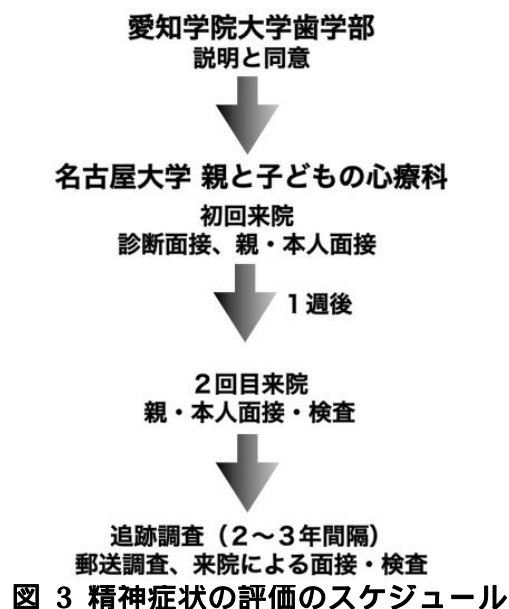 愛知学院大学歯学部
説明と同意
名古屋大学 親と子どもの心療科
初回来院
診断面接、親・本人面接
1週後
2回目来院
親・本人面接・検査
追跡調査（2〜3年間隔）
郵送調査、来院による面接・検査
図 3 精神症状の評価のスケジュール